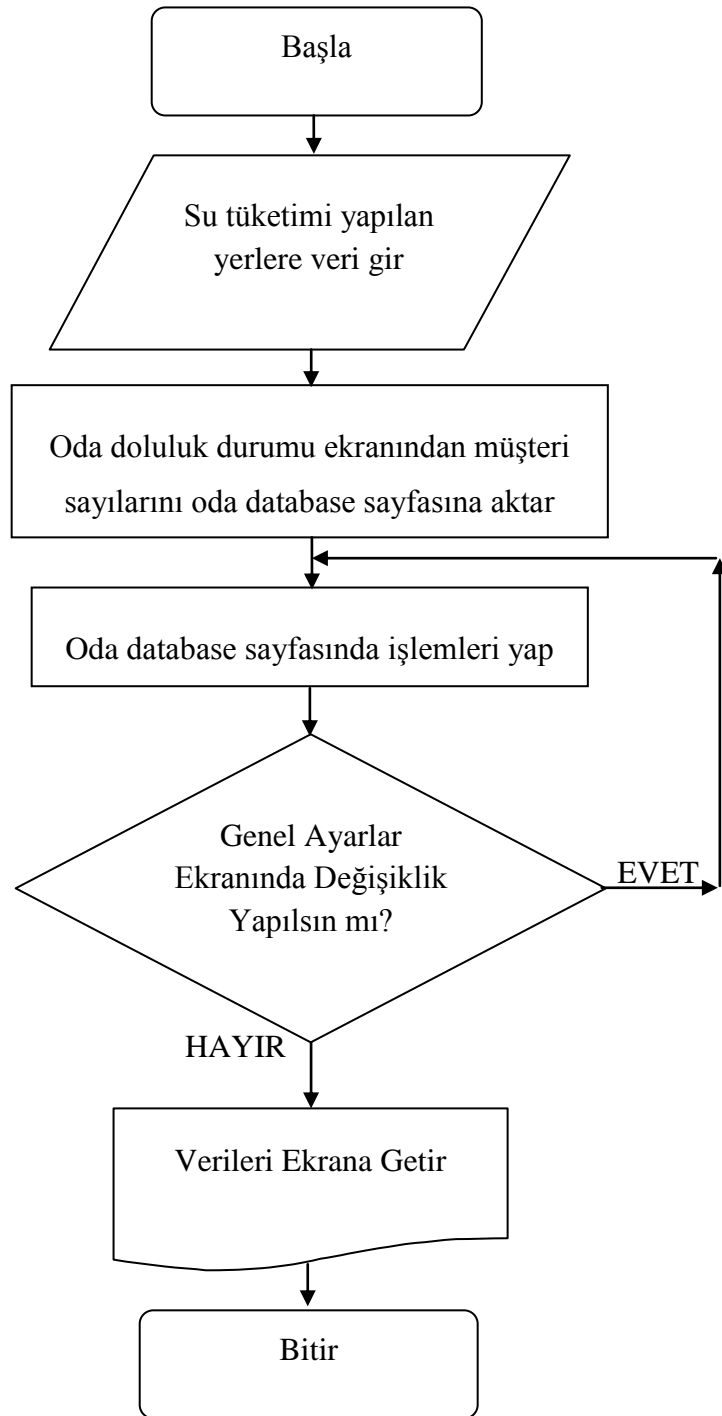 Başla
Su tüketimi yapılan
yerlere veri gir
Oda doluluk durumu ekranından müşteri
sayılarını oda database sayfasına aktar
Oda database sayfasında işlemleri yap
Genel Ayarlar
Ekranında Değişiklik
Yapılsın mı?
EVET
HAYIR
Verileri Ekrana Getir
Bitir